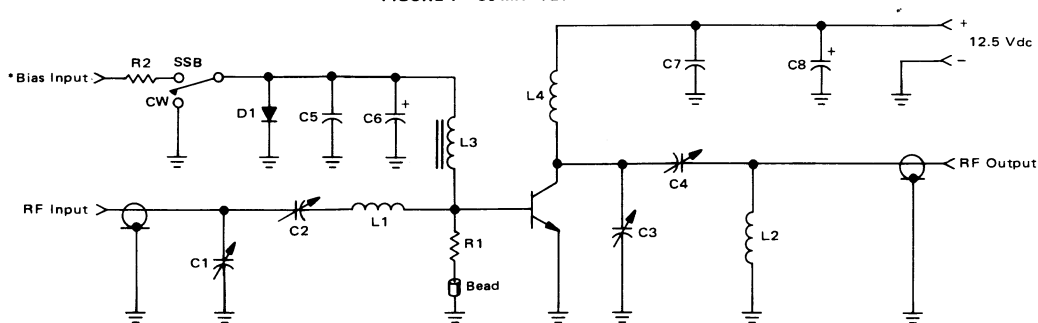 +
12.5 Vdc
−
C7
C8
+
L4
*Bias Input
R2
SSB
CW
D1
C5
C6
+
L3
RF Output
C4
RF Input
C2
L1
C1
R1
Bead
C3
L2